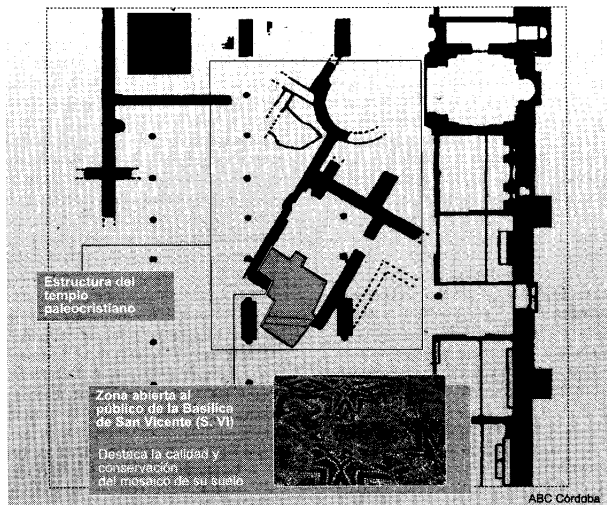 Estructura del
templo
paleocristiano
Zona abierta al
público de la Basílica
de San Vicente (S. VI)
Destaca la calidad y
conservación
del mosaico de su suelo
ABC Córdoba